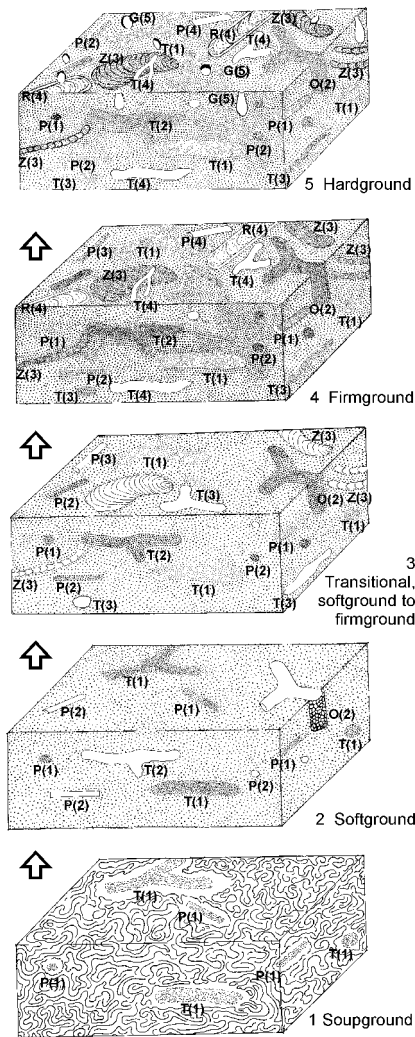 G(5) Z(3)
P(2) T(1) P(4) R(4) T(4)
Z(3) G(5) Z(3)
R(4) T(4) O(2)
G(5) T(1)
P(1) T(2) P(1)
Z(3) P(2) T(1) P(2)
T(3) T(4) T(3)
5 Hardground
P(4) R(4) Z(3)
P(3) T(1)
Z(3) T(4) Z(3)
R(4) T(4) O(2)
P(1) T(2) P(1) T(1)
Z(3) P(2) T(1) P(2)
T(3) T(4) T(3)
4 Firmground
Z(3)
P(3) T(1)
P(2) T(3) O(2) Z(3)
P(1) T(2) P(1) T(1)
Z(3) P(2) T(1) P(2)
T(3) T(3)
3
Transitional,
softground to
firmground
T(1)
P(2) P(1) O(2)
P(1) T(2) P(1) T(1)
P(2) T(1) P(2)
2 Softground
T(1)
P(1)
P(1) P(1) T(1)
T(1)
1 Soupground